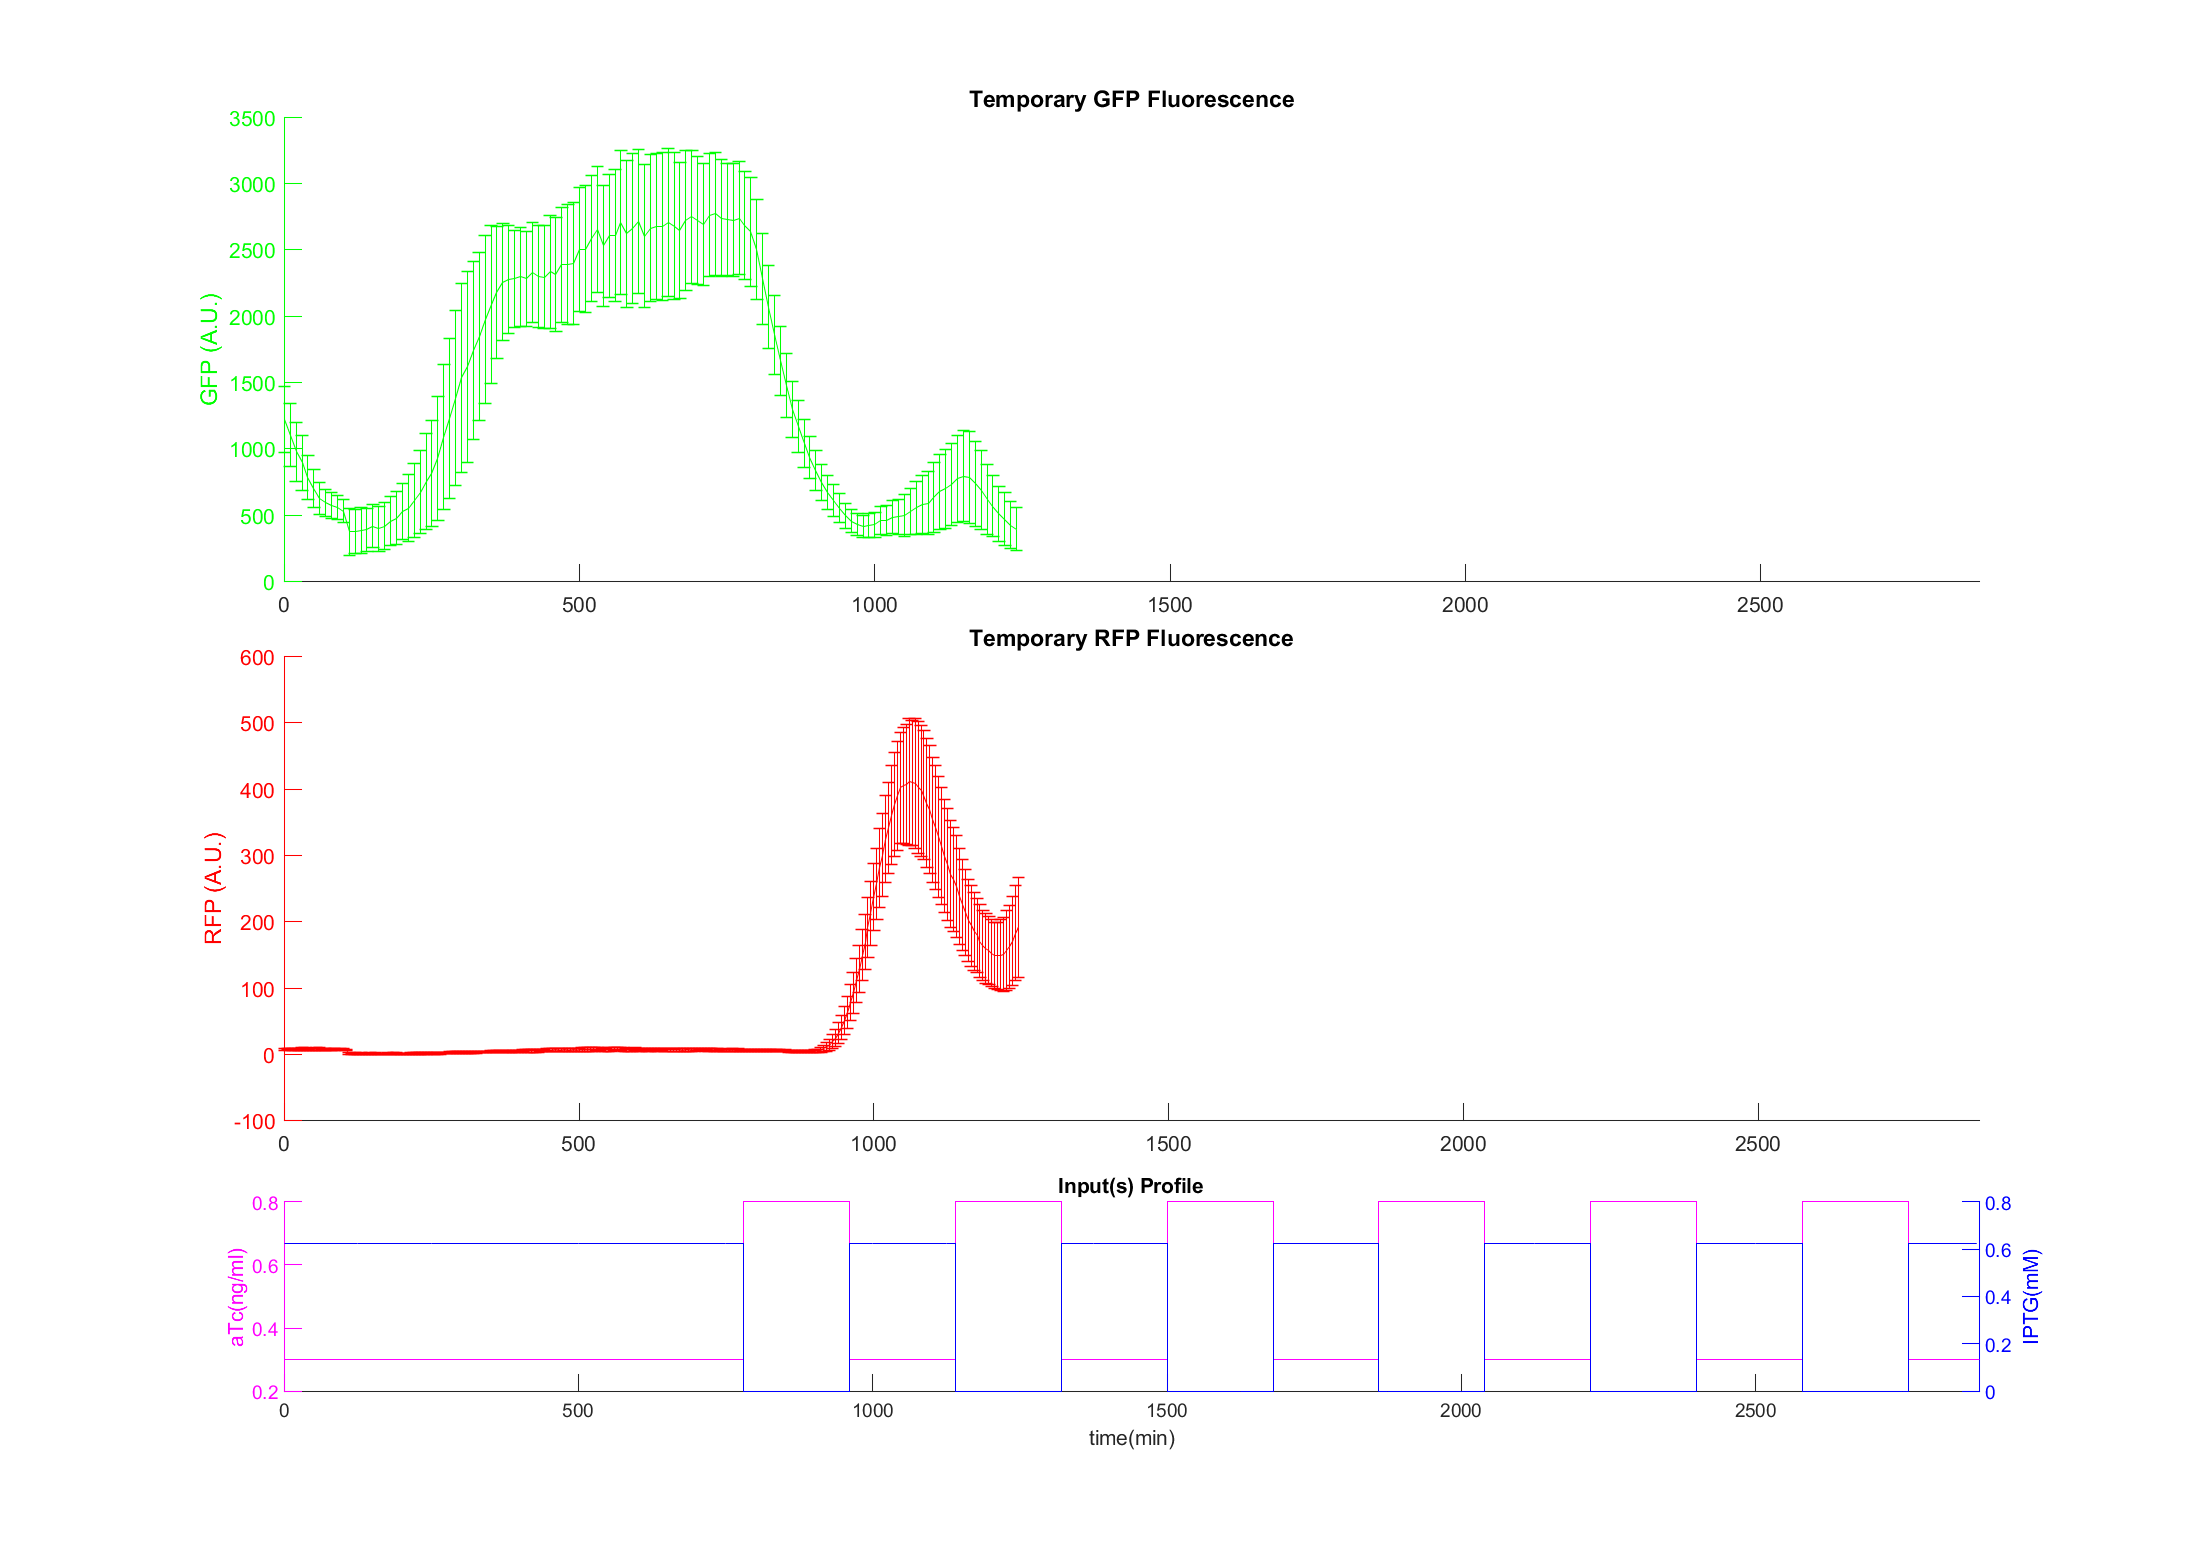 Temporary GFP Fluorescence
3500
3000
2500
2000
1500
1000
500
0
GFP (A.U.)
0 500 1000 1500 2000 2500
Temporary RFP Fluorescence
600
500
400
300
200
100
0
-100
RFP (A.U.)
0 500 1000 1500 2000 2500
Input(s) Profile
0.8
0.6
0.4
0.2
aTc(ng/ml)
0.8
0.6
0.4
0.2
0
IPTG(mM)
0 500 1000 1500 2000 2500
time(min)